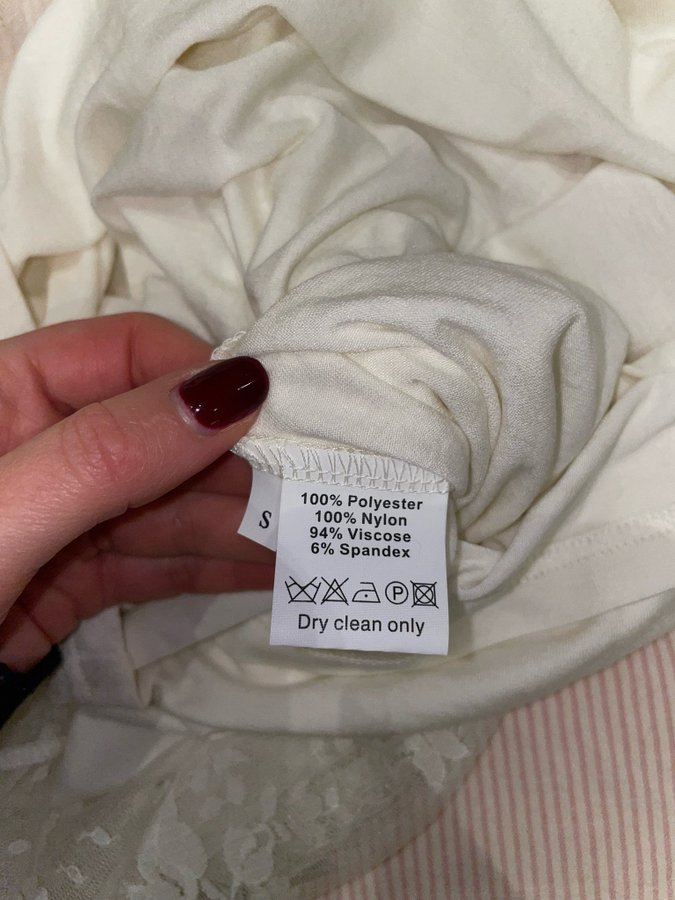 S
100% Polyester
100% Nylon
94% Viscose
6% Spandex
P
Dry clean only